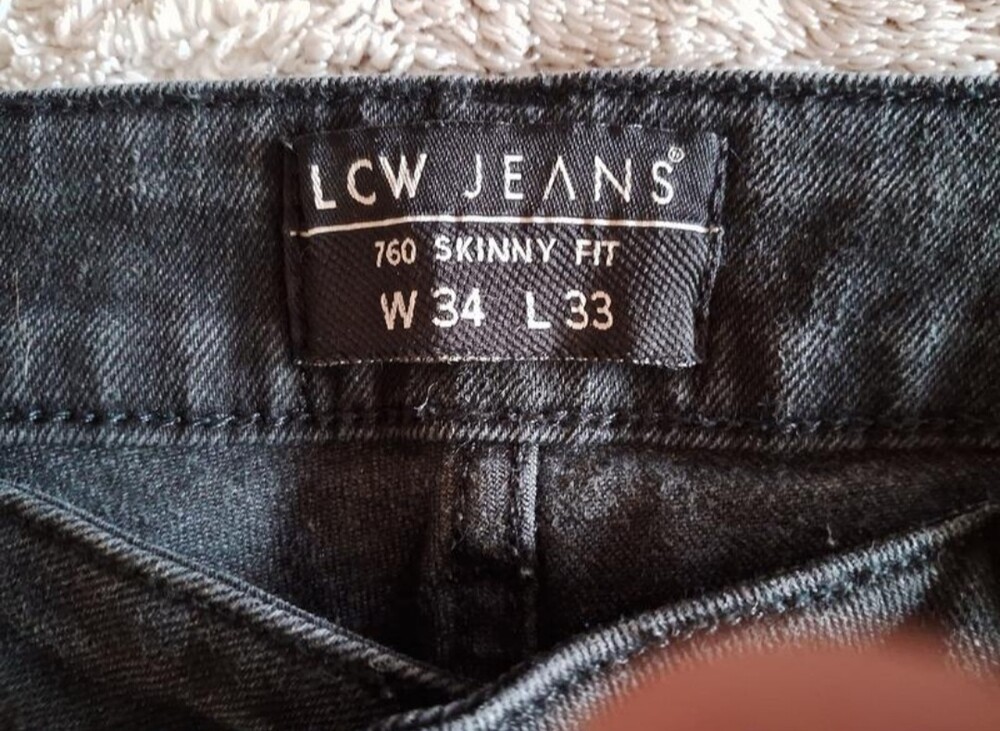 LCW JEANS®
760 SKINNY FIT
W 34 L 33